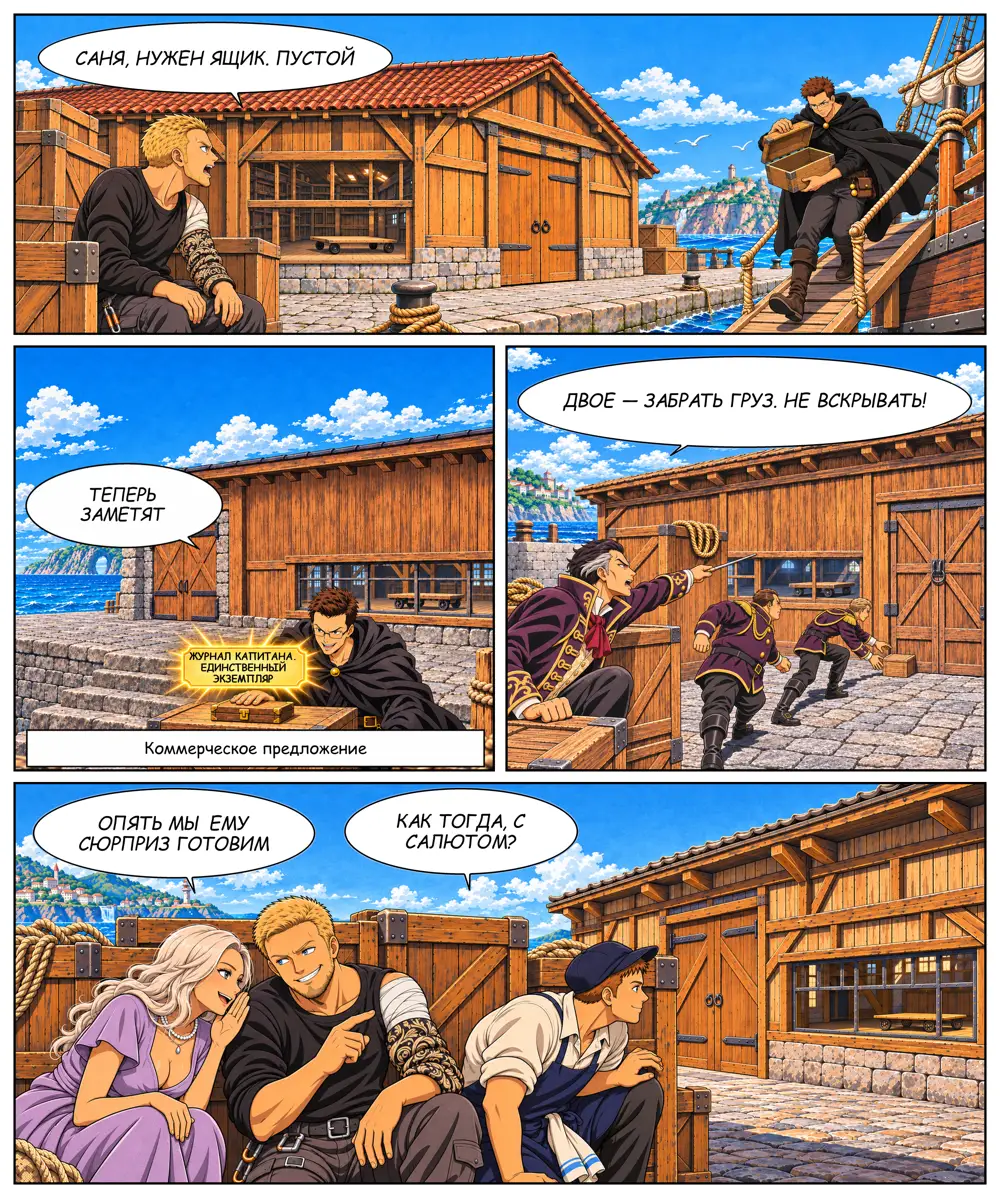 САНЯ, НУЖЕН ЯЩИК. ПУСТОЙ
ТЕПЕРЬ
ЗАМЕТЯТ
ЖУРНАЛ КАПИТАНА.
ЕДИНСТВЕННЫЙ
ЭКЗЕМПЛЯР
Коммерческое предложение
ДВОЕ — ЗАБРАТЬ ГРУЗ. НЕ ВСКРЫВАТЬ!
ОПЯТЬ МЫ ЕМУ
СЮРПРИЗ ГОТОВИМ
КАК ТОГДА, С
САЛЮТОМ?